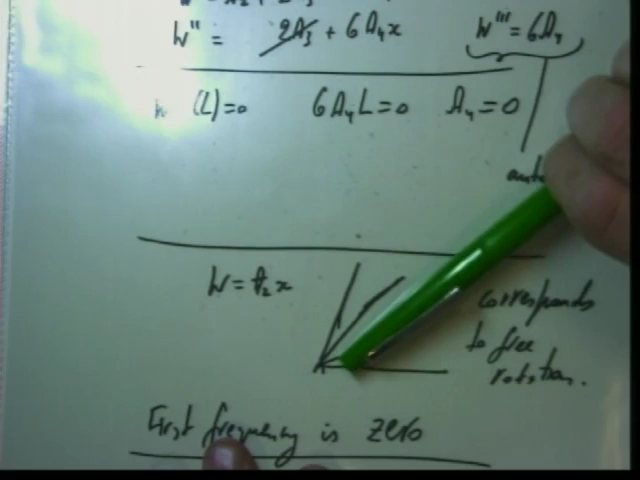 W" = 2A₃ + 6A₄x    W''' = 6A₄
(L)=0    6A₄L=0    A₄=0
W = A₂x
corresponds
to free
rotation.
First frequency is zero